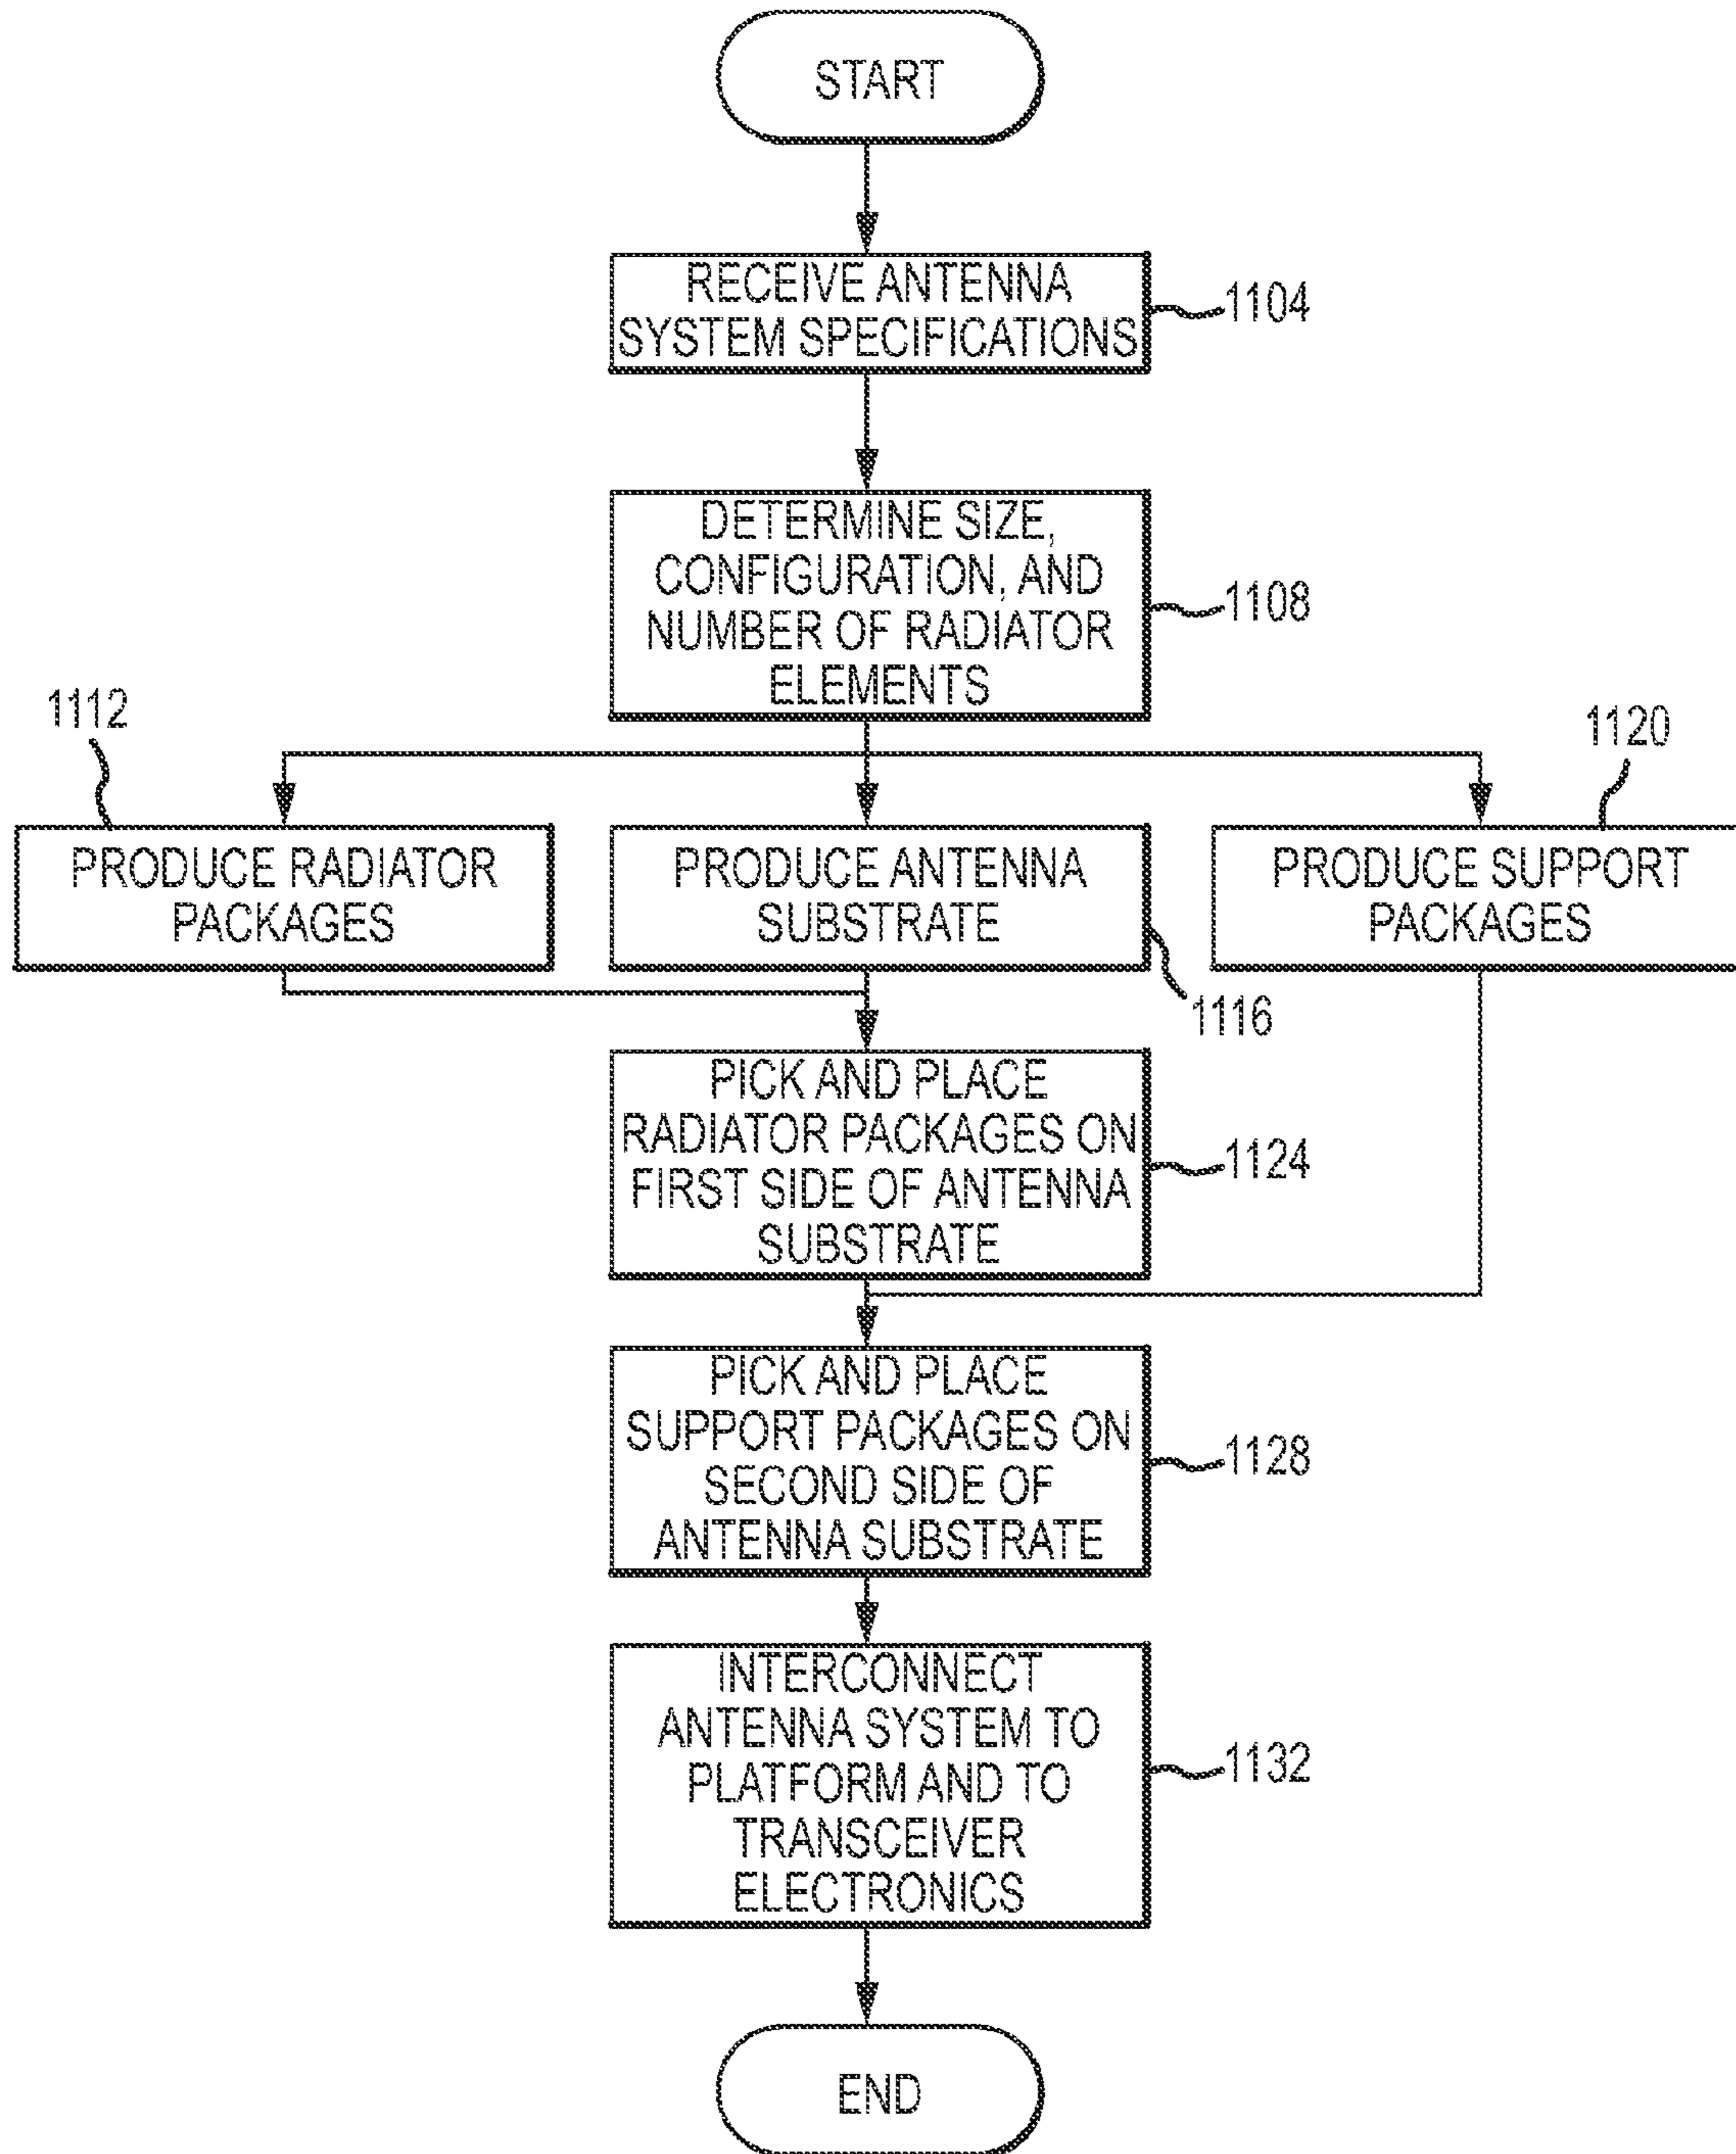 START
RECEIVE ANTENNA
SYSTEM SPECIFICATIONS
1104
DETERMINE SIZE,
CONFIGURATION, AND
NUMBER OF RADIATOR
ELEMENTS
1108
1112
1120
PRODUCE RADIATOR
PACKAGES
PRODUCE ANTENNA
SUBSTRATE
PRODUCE SUPPORT
PACKAGES
1116
PICK AND PLACE
RADIATOR PACKAGES ON
FIRST SIDE OF ANTENNA
SUBSTRATE
1124
PICK AND PLACE
SUPPORT PACKAGES ON
SECOND SIDE OF
ANTENNA SUBSTRATE
1128
INTERCONNECT
ANTENNA SYSTEM TO
PLATFORM AND TO
TRANSCEIVER
ELECTRONICS
1132
END